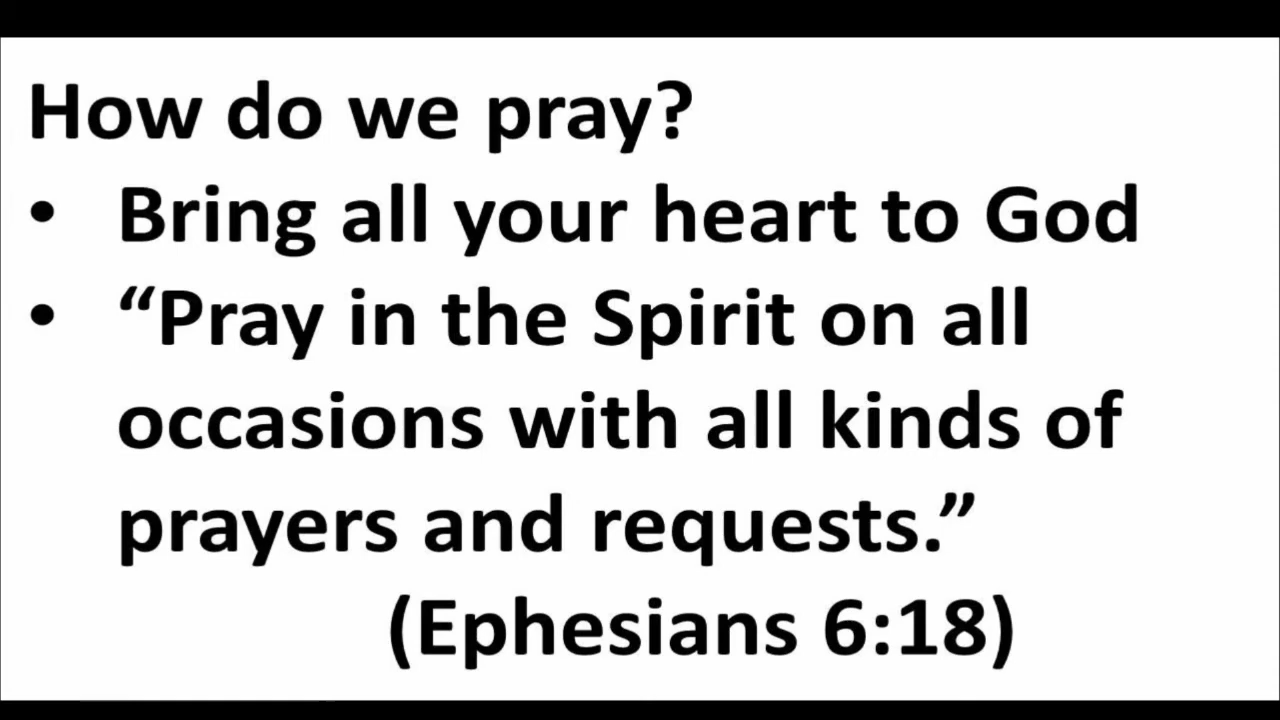 How do we pray?
• Bring all your heart to God
• “Pray in the Spirit on all
occasions with all kinds of
prayers and requests.”
(Ephesians 6:18)